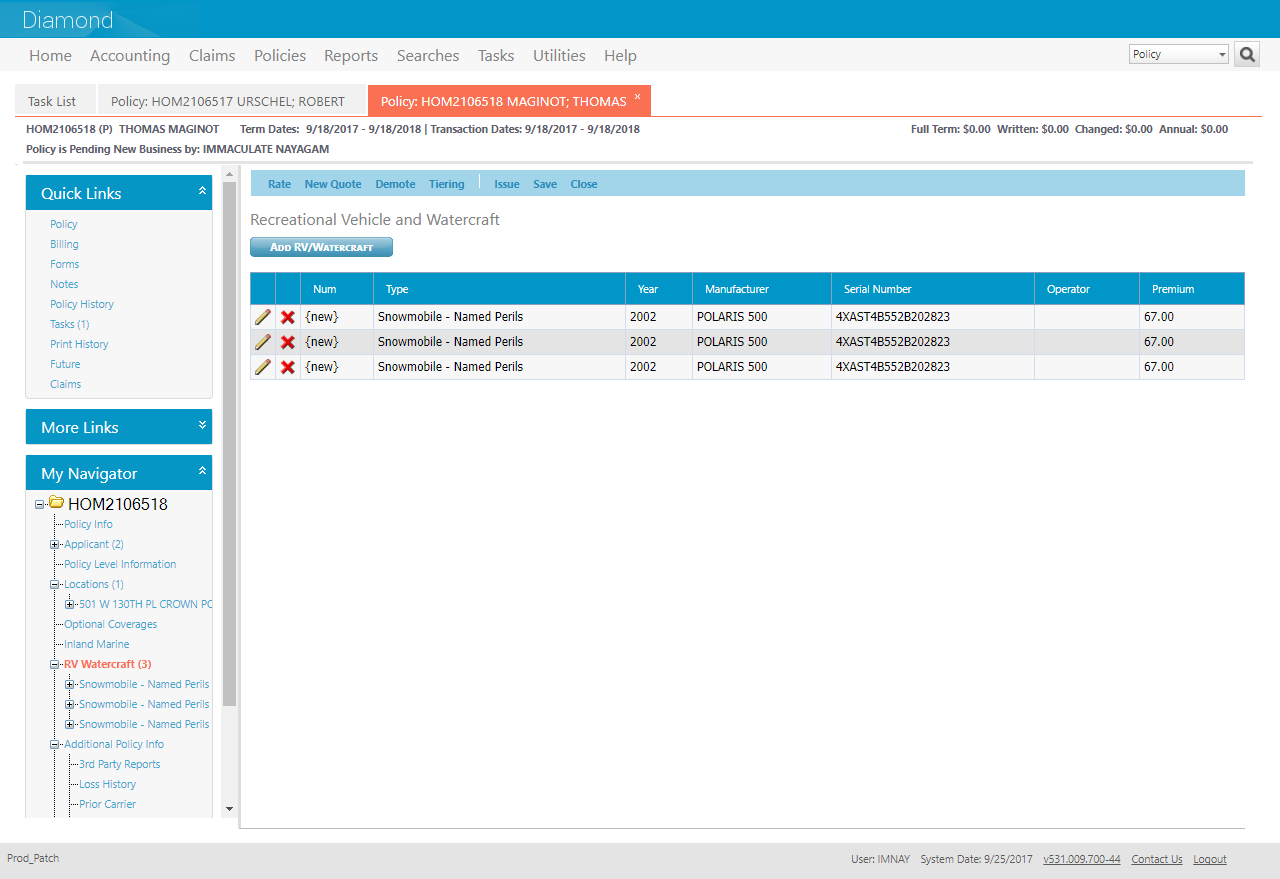 Diamond
Home Accounting Claims Policies Reports Searches Tasks Utilities Help Policy
Task List Policy: HOM2106517 URSCHEL; ROBERT Policy: HOM2106518 MAGINOT; THOMAS x
HOM2106518 (P) THOMAS MAGINOT Term Dates: 9/18/2017 - 9/18/2018 | Transaction Dates: 9/18/2017 - 9/18/2018 Full Term: $0.00 Written: $0.00 Changed: $0.00 Annual: $0.00
Policy is Pending New Business by: IMMACULATE NAYAGAM
Quick Links
Policy
Billing
Forms
Notes
Policy History
Tasks (1)
Print History
Future
Claims
More Links
My Navigator
HOM2106518
Policy Info
Applicant (2)
Policy Level Information
Locations (1)
501 W 130TH PL CROWN PO
Optional Coverages
Inland Marine
RV Watercraft (3)
Snowmobile - Named Perils
Snowmobile - Named Perils
Snowmobile - Named Perils
Additional Policy Info
3rd Party Reports
Loss History
Prior Carrier
Rate New Quote Demote Tiering Issue Save Close
Recreational Vehicle and Watercraft
ADD RV/WATERCRAFT
Num Type Year Manufacturer Serial Number Operator Premium
{new} Snowmobile - Named Perils 2002 POLARIS 500 4XAST4B552B202823 67.00
{new} Snowmobile - Named Perils 2002 POLARIS 500 4XAST4B552B202823 67.00
{new} Snowmobile - Named Perils 2002 POLARIS 500 4XAST4B552B202823 67.00
Prod_Patch User: IMNAY System Date: 9/25/2017 v531.009.700-44 Contact Us Logout